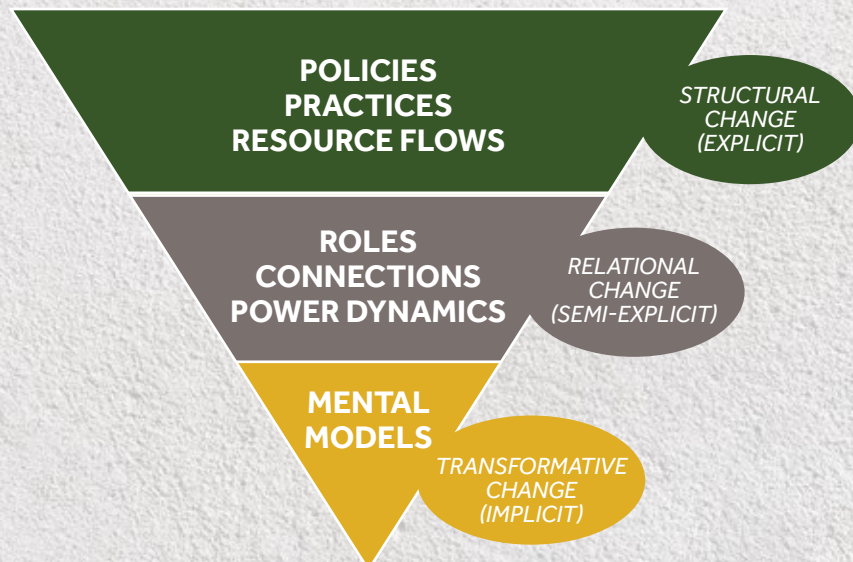 POLICIES
PRACTICES
RESOURCE FLOWS
STRUCTURAL
CHANGE
(EXPLICIT)
ROLES
CONNECTIONS
POWER DYNAMICS
RELATIONAL
CHANGE
(SEMI-EXPLICIT)
MENTAL
MODELS
TRANSFORMATIVE
CHANGE
(IMPLICIT)